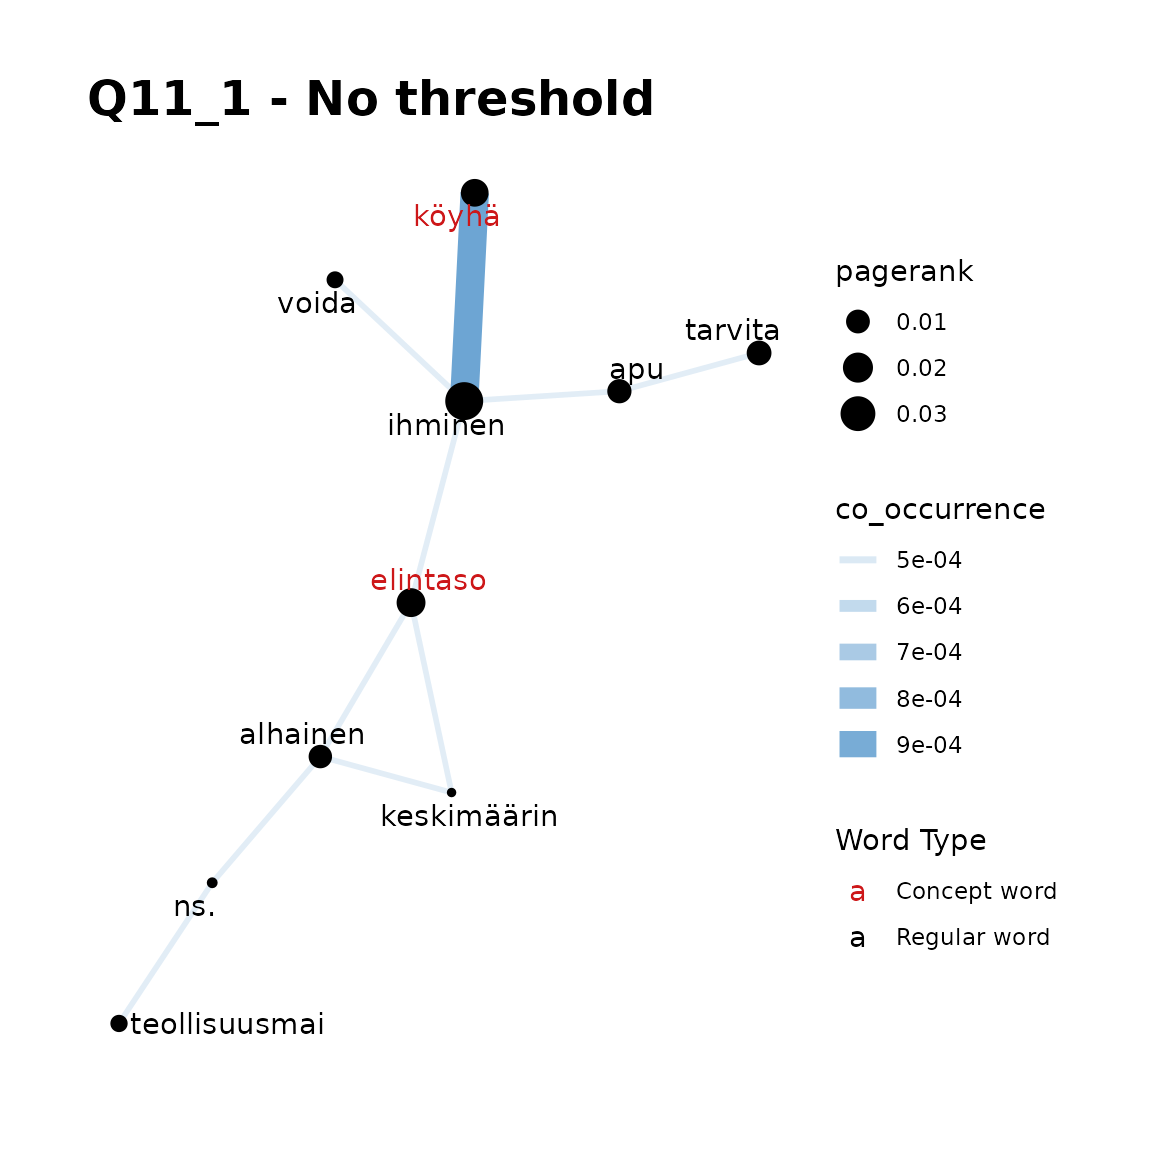 Q11_1 - No threshold
köyhä
voida
tarvita
apu
ihminen
elintaso
alhainen
keskimäärin
ns.
teollisuusmai
pagerank
0.01
0.02
0.03
co_occurrence
5e-04
6e-04
7e-04
8e-04
9e-04
Word Type
a Concept word
a Regular word